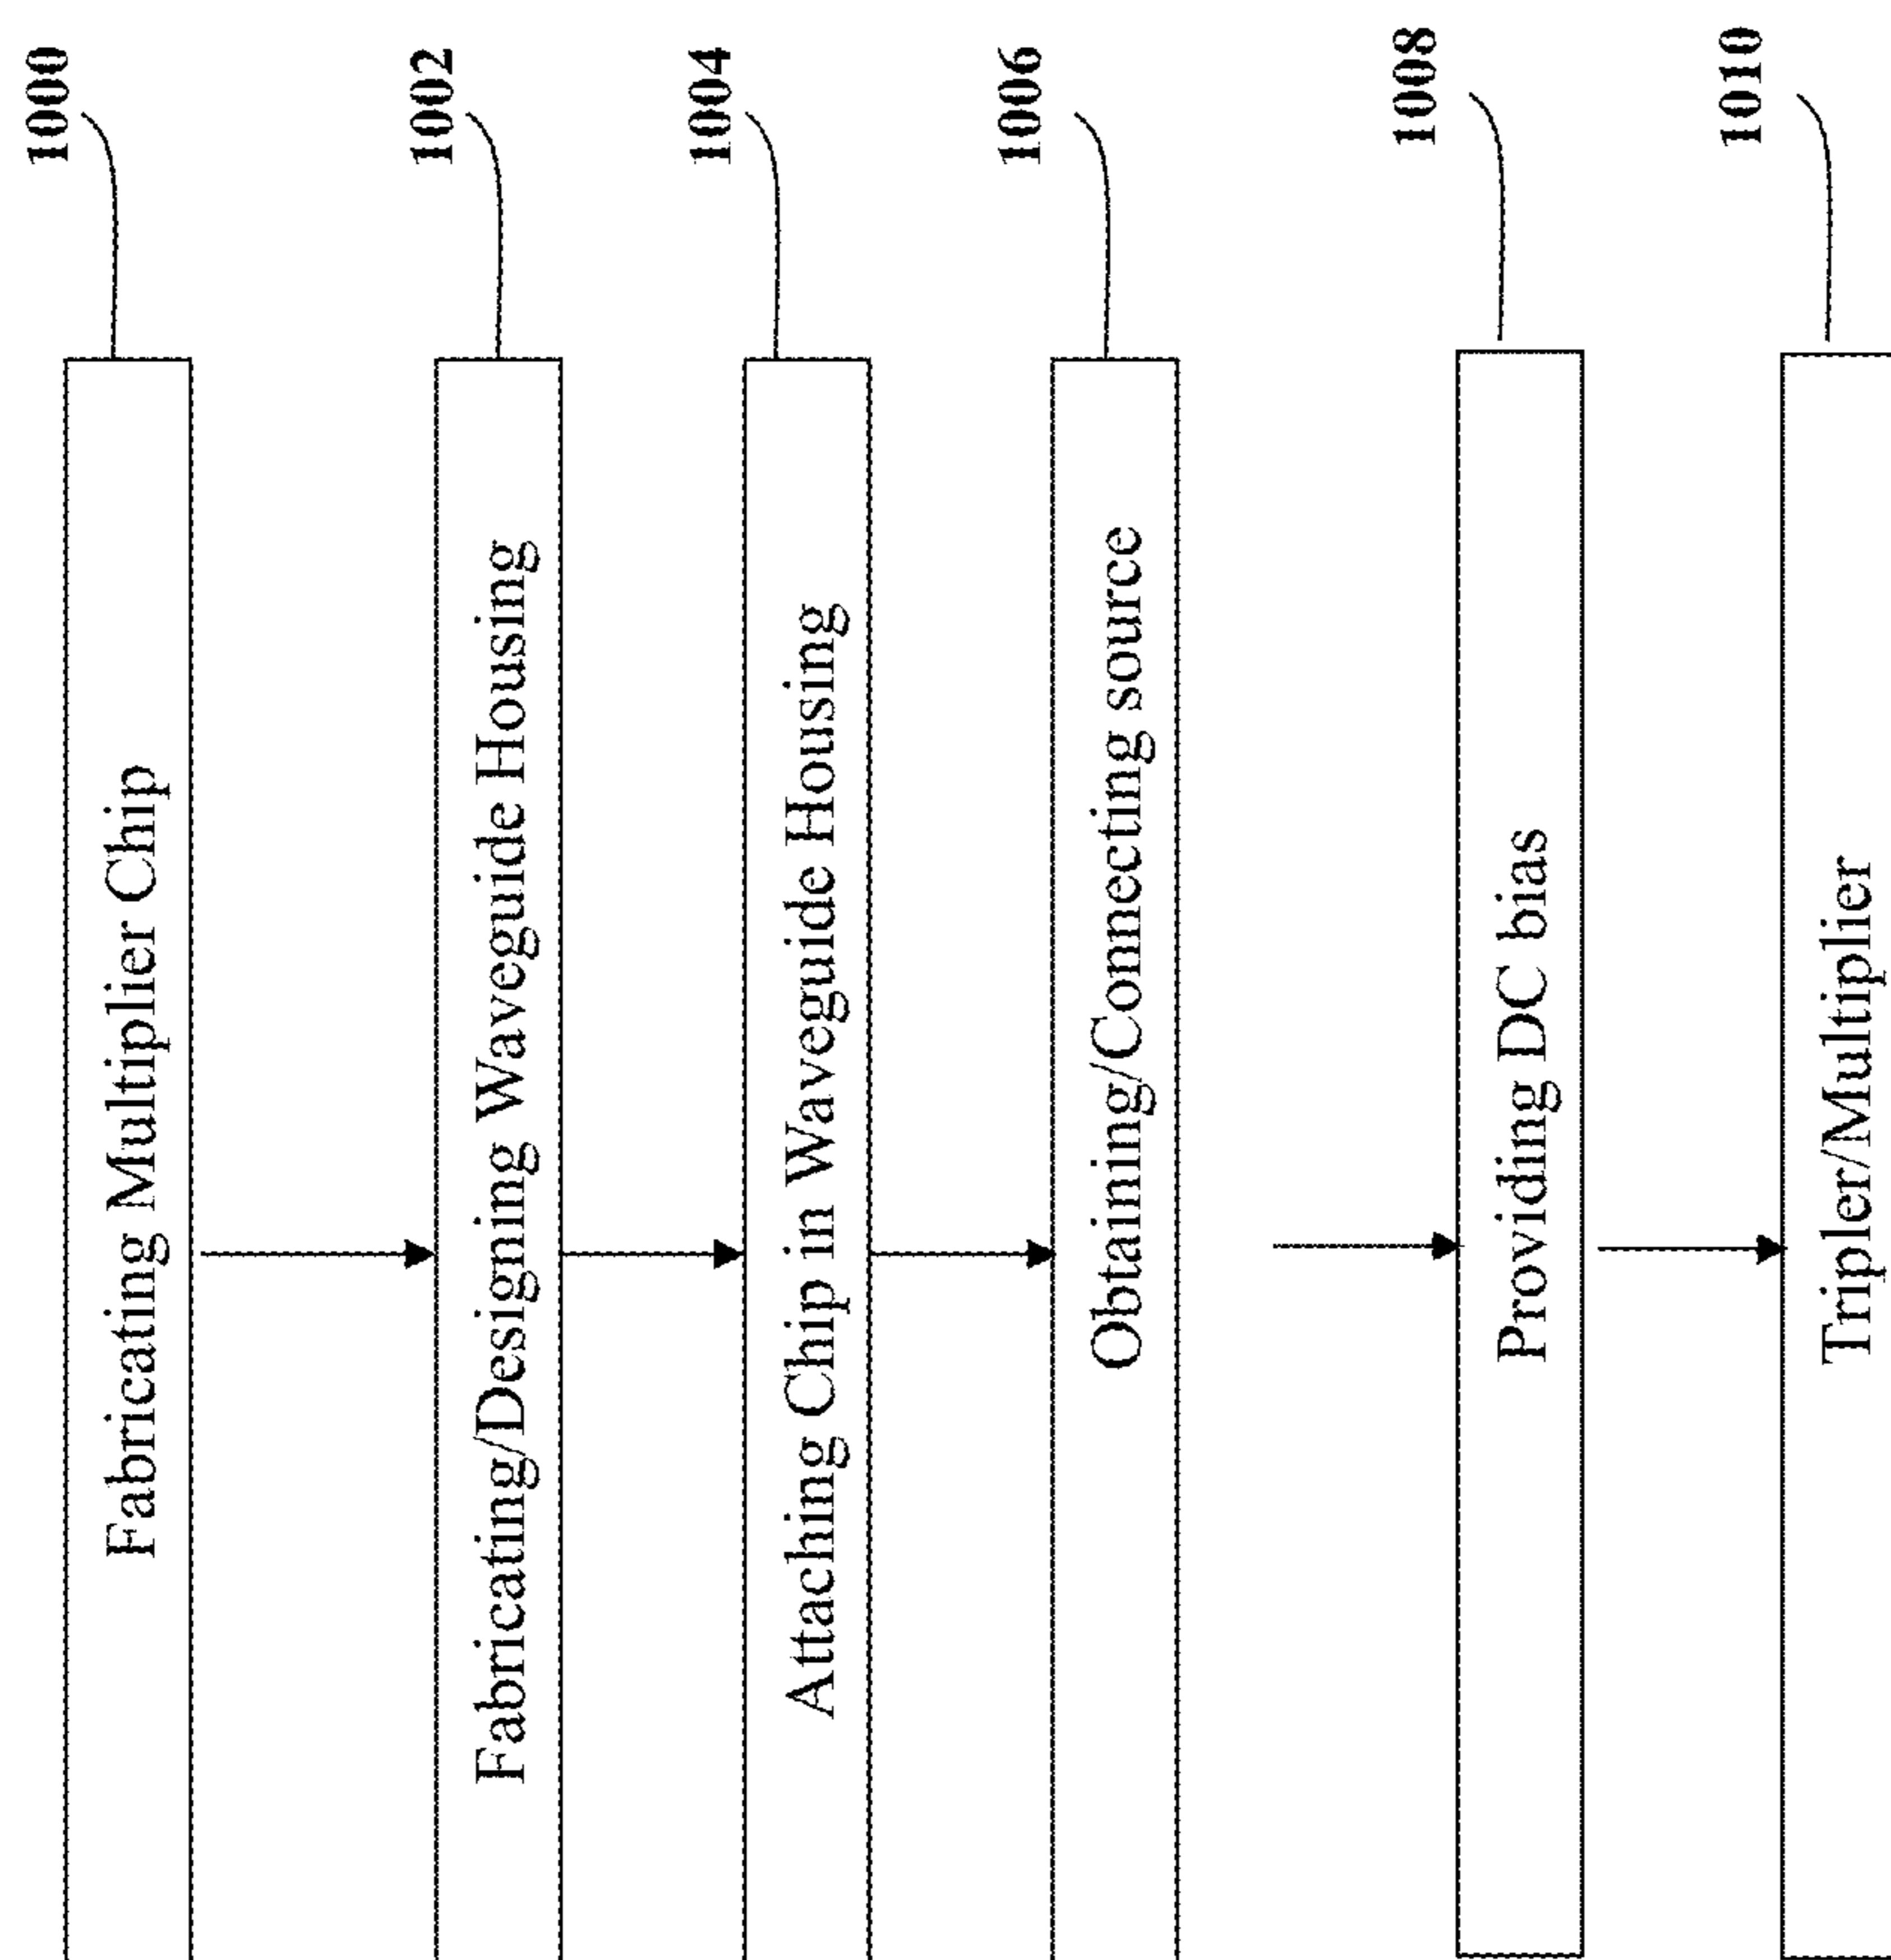 1000
Fabricating Multiplier Chip
1002
Fabricating/Designing Waveguide Housing
1004
Attaching Chip in Waveguide Housing
1006
Obtaining/Connecting source
1008
Providing DC bias
1010
Tripler/Multiplier